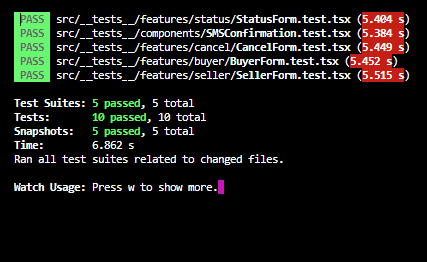 PASS src/__tests__/features/status/StatusForm.test.tsx (5.404 s)
PASS src/__tests__/components/SMSConfirmation.test.tsx (5.384 s)
PASS src/__tests__/features/cancel/CancelForm.test.tsx (5.449 s)
PASS src/__tests__/features/buyer/BuyerForm.test.tsx (5.452 s)
PASS src/__tests__/features/seller/SellerForm.test.tsx (5.515 s)
Test Suites: 5 passed, 5 total
Tests: 10 passed, 10 total
Snapshots: 5 passed, 5 total
Time: 6.862 s
Ran all test suites related to changed files.
Watch Usage: Press w to show more.